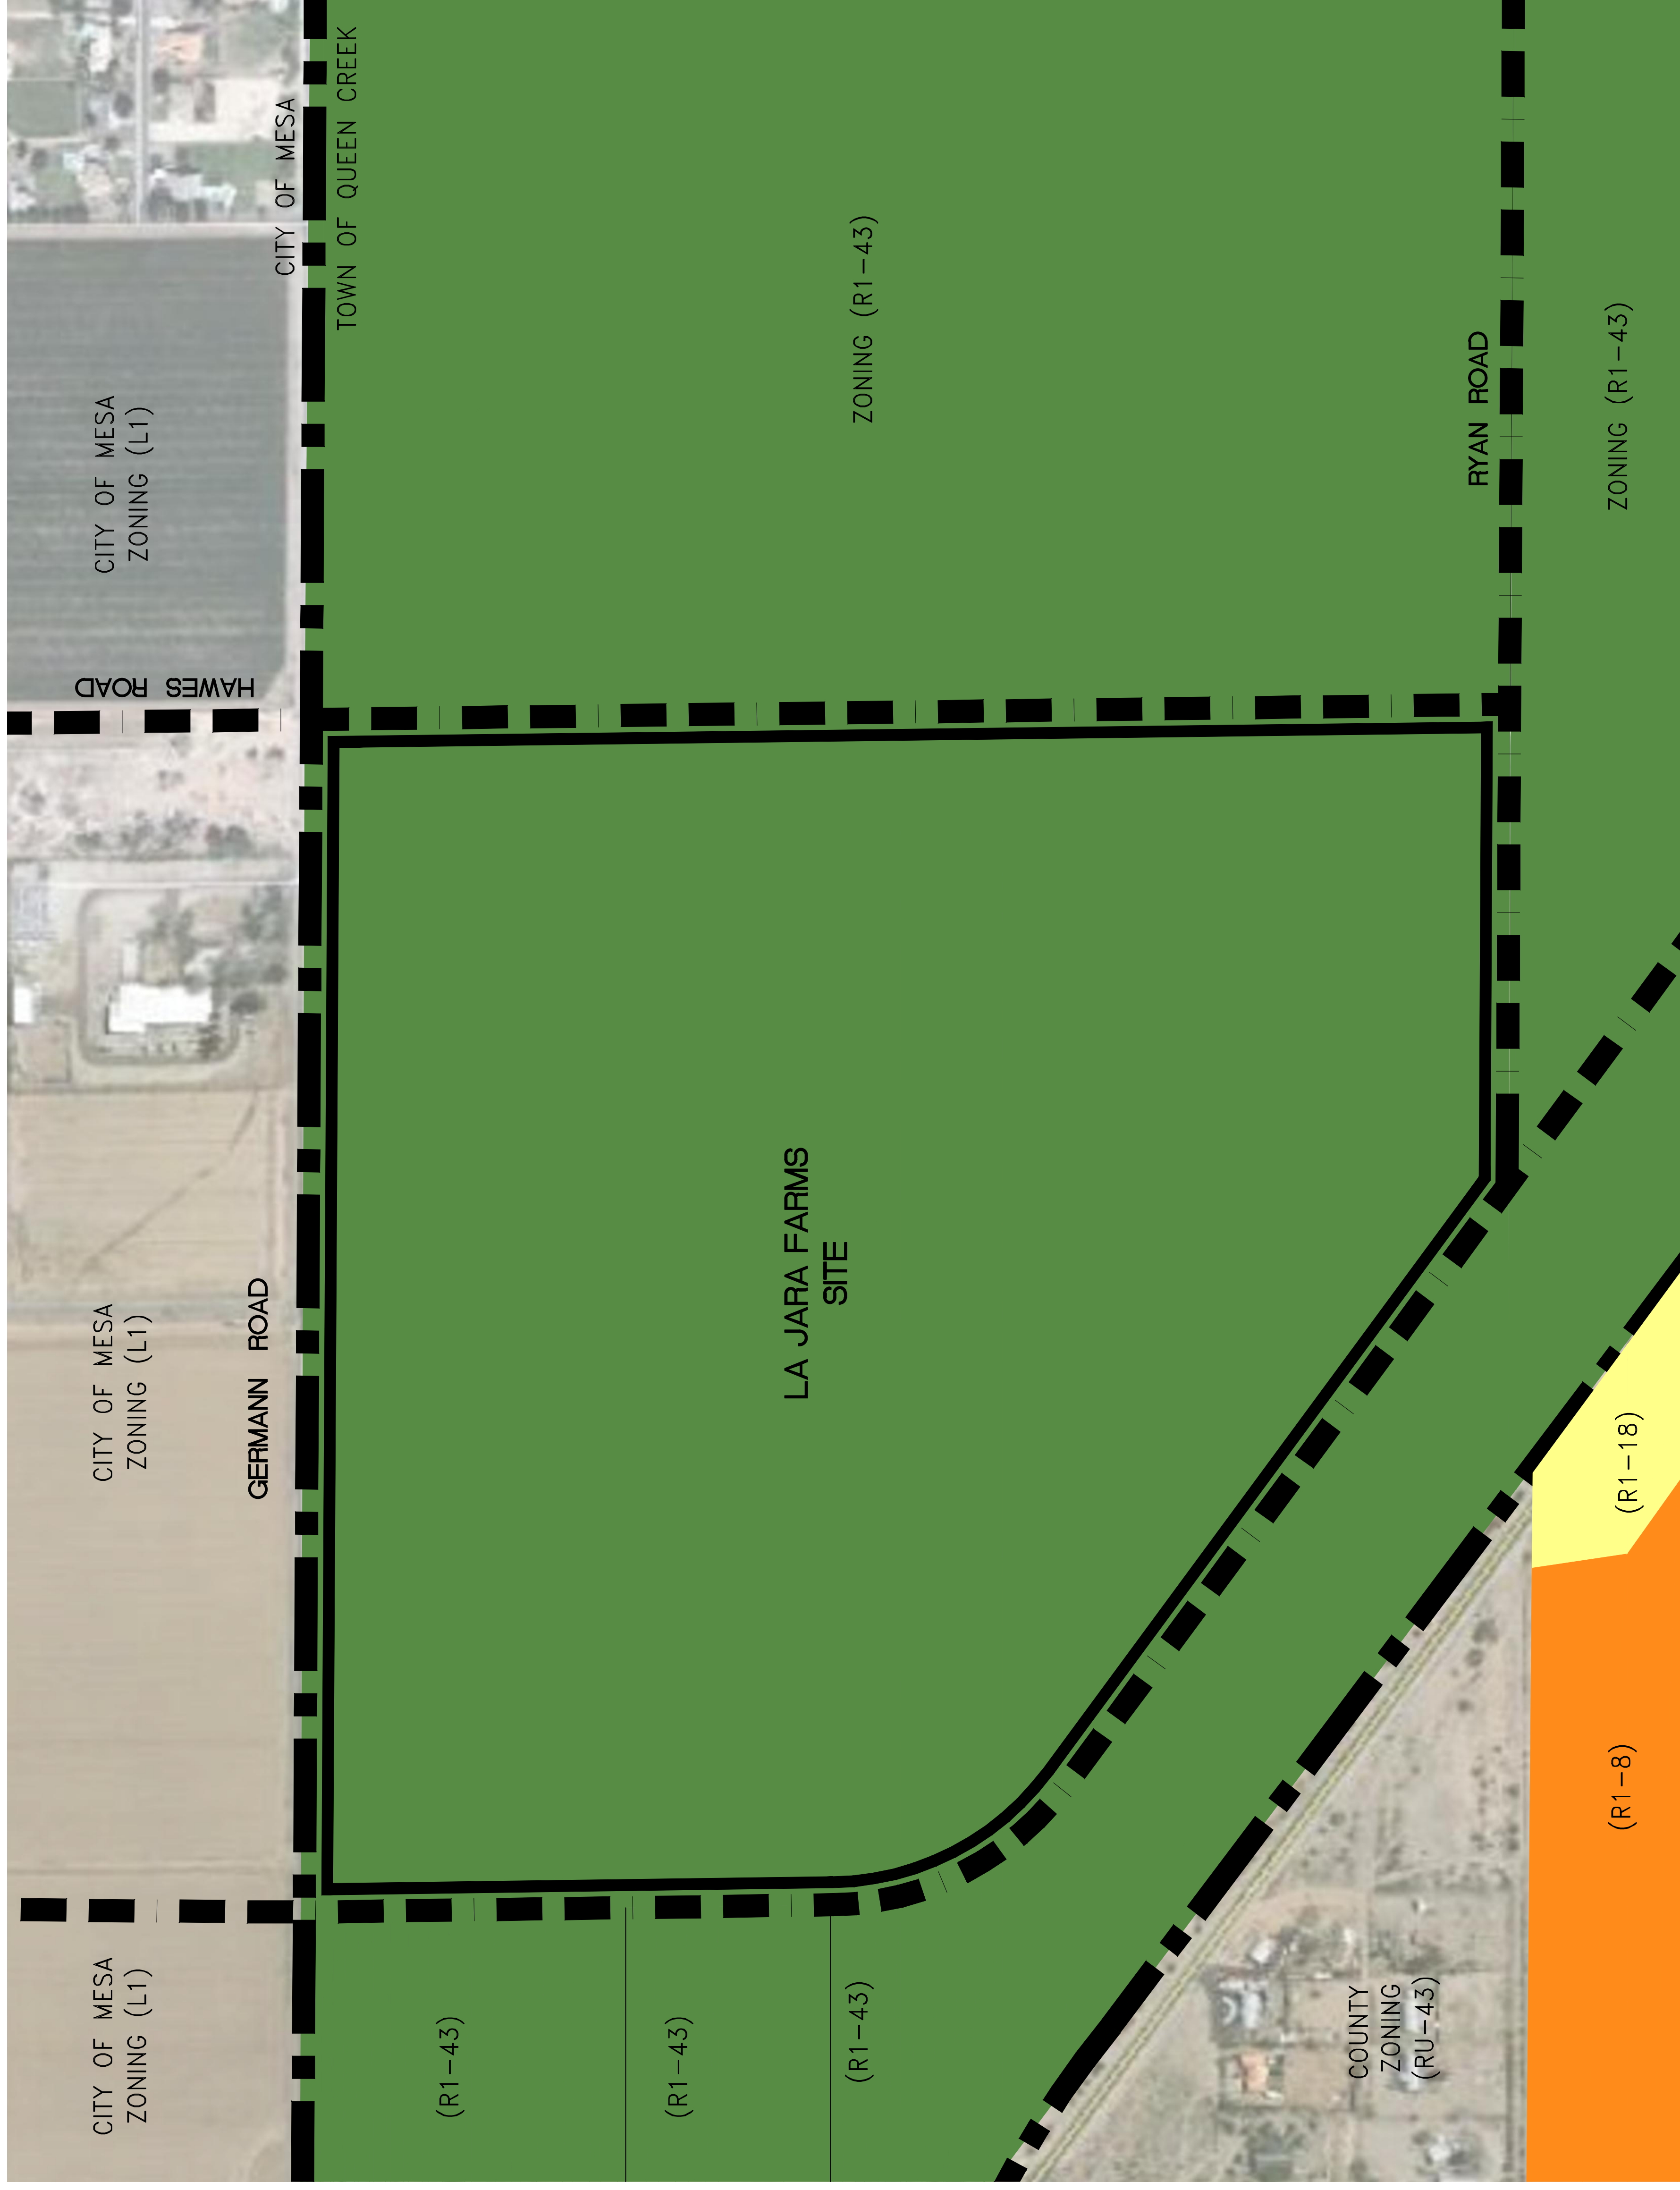 CITY OF MESA
ZONING (L1)
CITY OF MESA
ZONING (L1)
CITY OF MESA
ZONING (L1)
HAWES ROAD
GERMANN ROAD
CITY OF MESA
TOWN OF QUEEN CREEK
(R1-43)
(R1-43)
(R1-43)
LA JARA FARMS
SITE
ZONING (R1-43)
RYAN ROAD
COUNTY
ZONING
(RU-43)
(R1-8)
(R1-18)
ZONING (R1-43)